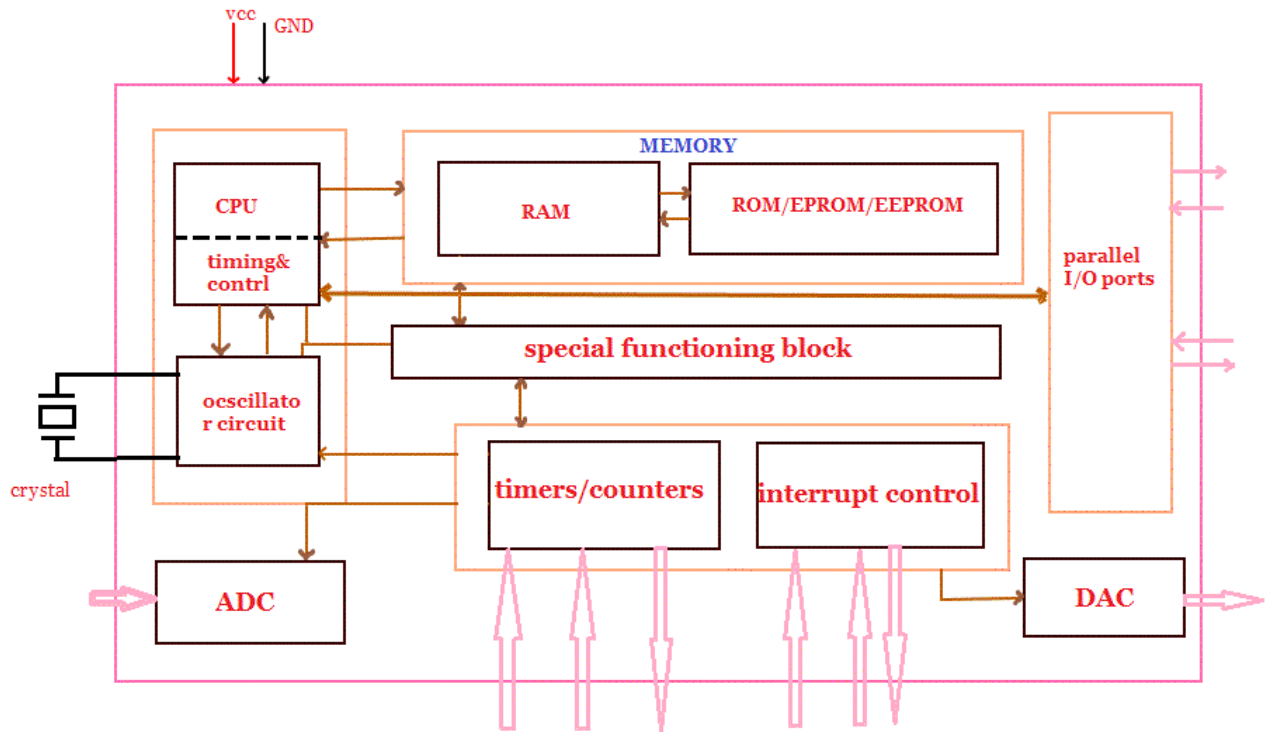 vcc
GND
MEMORY
CPU
RAM
ROM/EPROM/EEPROM
timing&
contrl
parallel
I/O ports
special functioning block
ocscillato
r circuit
crystal
timers/counters
interrupt control
ADC
DAC